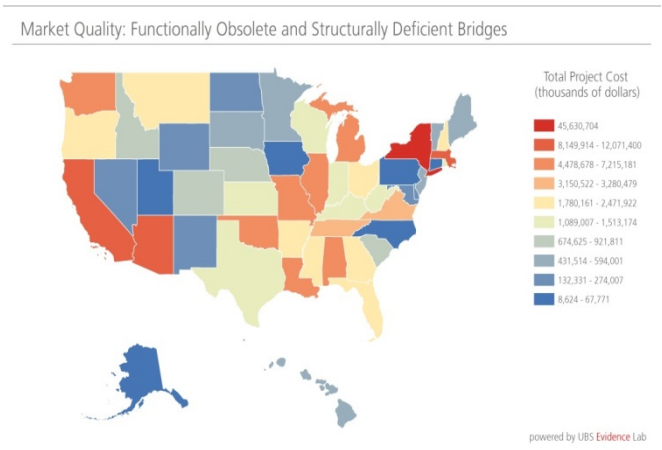 Market Quality: Functionally Obsolete and Structurally Deficient Bridges
Total Project Cost
(thousands of dollars)
45,630,704
8,149,914 - 12,071,400
4,478,678 - 7,215,181
3,150,522 - 3,280,479
1,780,161 - 2,471,922
1,089,007 - 1,513,174
674,625 - 921,811
431,514 - 594,001
132,331 - 274,007
8,624 - 67,771
powered by UBS Evidence Lab